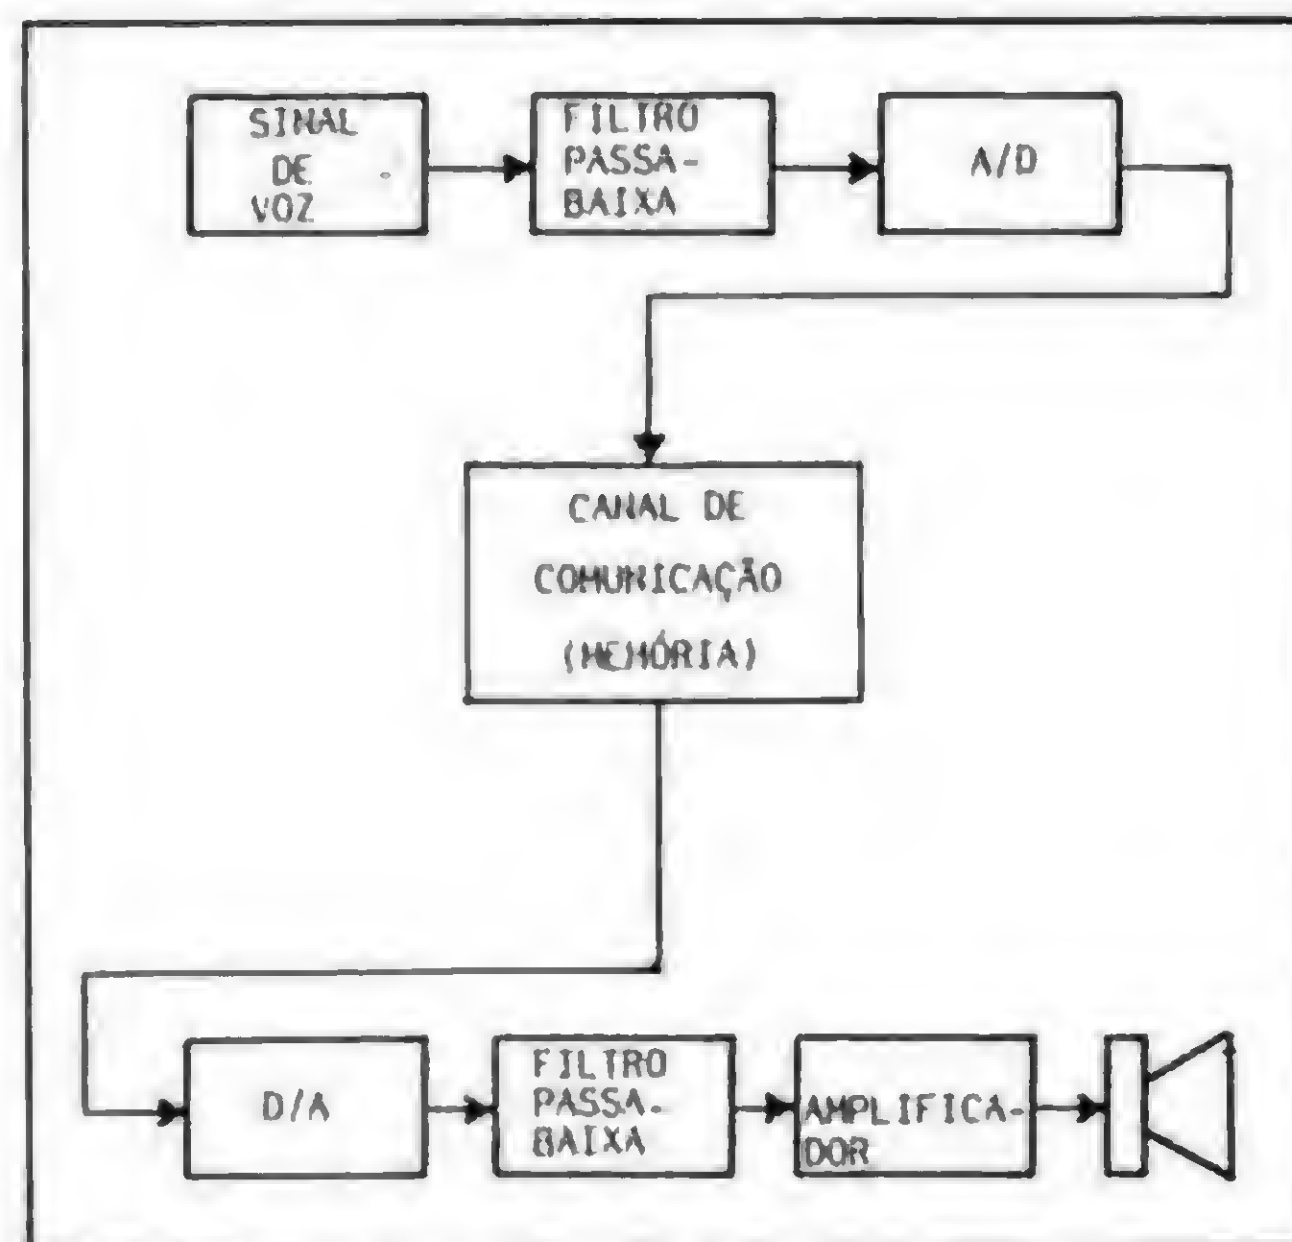 SINAL
DE
VOZ
FILTRO
PASSA-
BAIXA
A/D
CANAL DE
COMUNICAÇÃO
(MEMÓRIA)
D/A
FILTRO
PASSA-
BAIXA
AMPLIFICA-
DOR